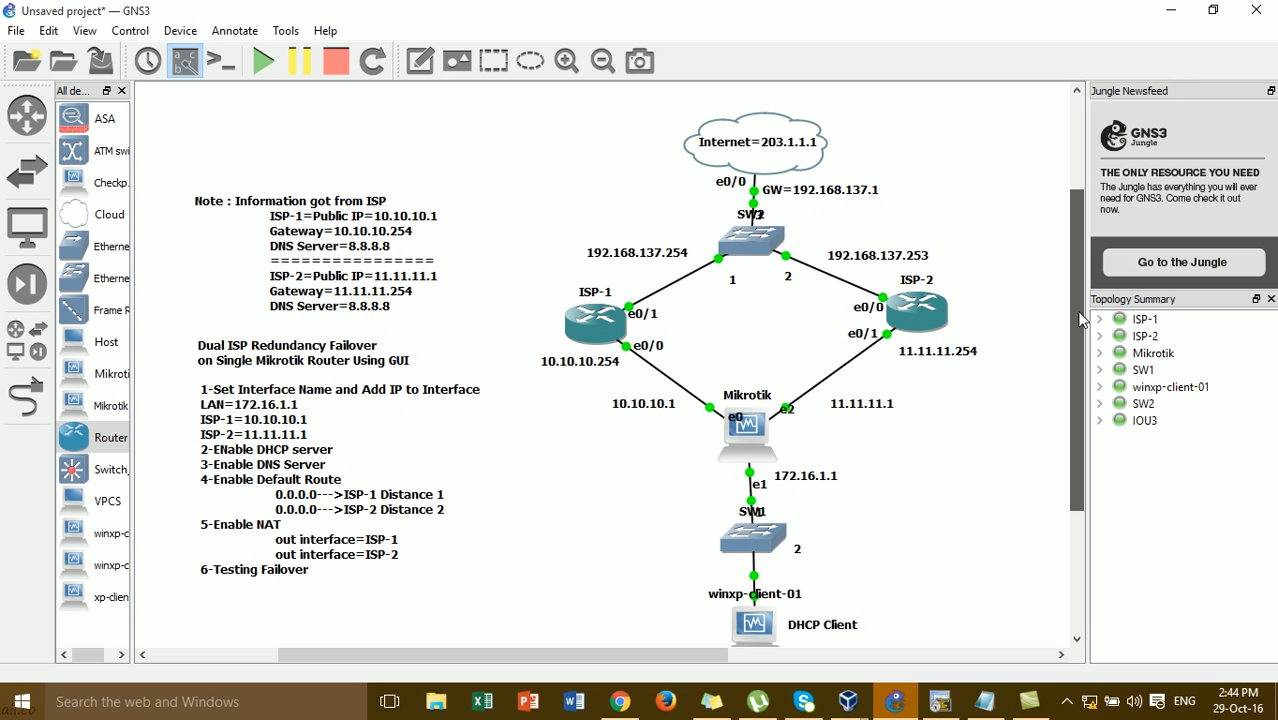 Unsaved project* — GNS3
File Edit View Control Device Annotate Tools Help
All de...
ASA
ATM swi
Checkp.
Cloud
Etherne
Etherne
Frame R
Host
Mikroti
Mikrotik
Router
Switch_
VPCS
winxp-c
winxp-c
xp-clien
Note : Information got from ISP
ISP-1=Public IP=10.10.10.1
Gateway=10.10.10.254
DNS Server=8.8.8.8
================
ISP-2=Public IP=11.11.11.1
Gateway=11.11.11.254
DNS Server=8.8.8.8
Dual ISP Redundancy Failover
on Single Mikrotik Router Using GUI
1-Set Interface Name and Add IP to Interface
LAN=172.16.1.1
ISP-1=10.10.10.1
ISP-2=11.11.11.1
2-ENable DHCP server
3-Enable DNS Server
4-Enable Default Route
0.0.0.0--->ISP-1 Distance 1
0.0.0.0--->ISP-2 Distance 2
5-Enable NAT
out interface=ISP-1
out interface=ISP-2
6-Testing Failover
Internet=203.1.1.1
e0/0
GW=192.168.137.1
SW2
192.168.137.254
192.168.137.253
1
2
ISP-1
ISP-2
e0/1
e0/0
e0/0
e0/1
10.10.10.254
11.11.11.254
Mikrotik
10.10.10.1
11.11.11.1
e0
e2
172.16.1.1
e1
SW1
2
winxp-client-01
DHCP Client
Jungle Newsfeed
GNS3
Jungle
THE ONLY RESOURCE YOU NEED
The Jungle has everything you will ever
need for GNS3. Come check it out
now.
Go to the Jungle
Topology Summary
ISP-1
ISP-2
Mikrotik
SW1
winxp-client-01
SW2
IOU3
Search the web and Windows
ENG
2:44 PM
29-Oct-16